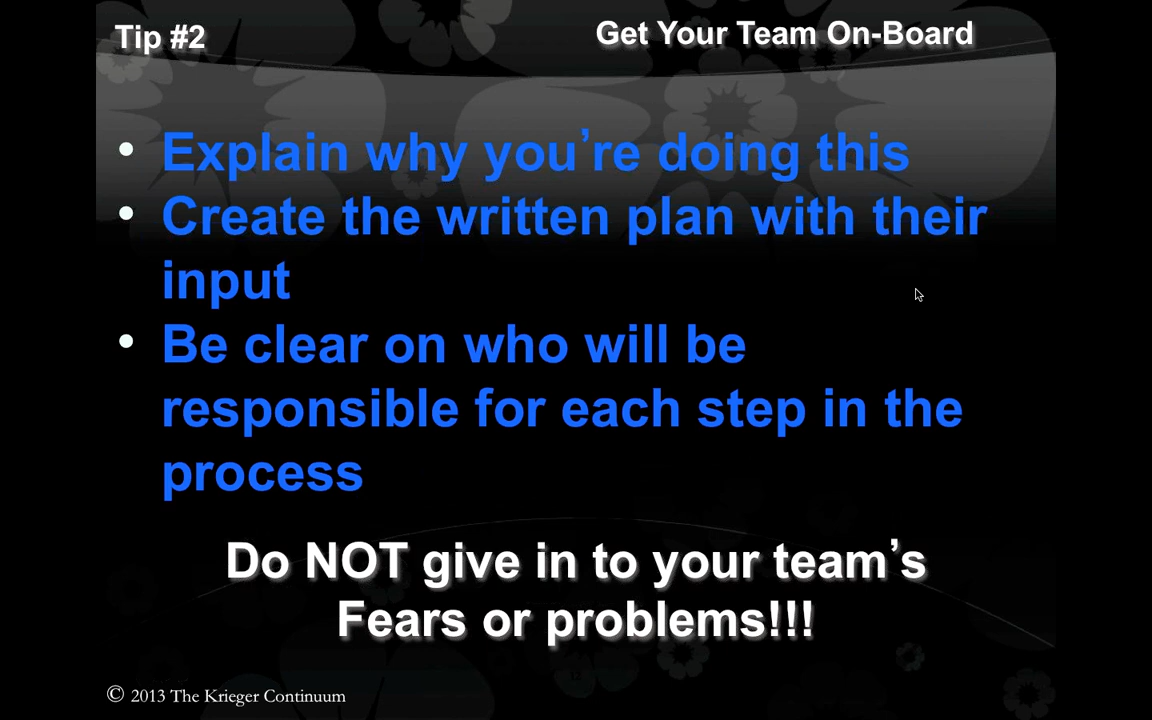 Tip #2
Get Your Team On-Board
• Explain why you’re doing this
• Create the written plan with their
input
• Be clear on who will be
responsible for each step in the
process
Do NOT give in to your team’s
Fears or problems!!!
© 2013 The Krieger Continuum